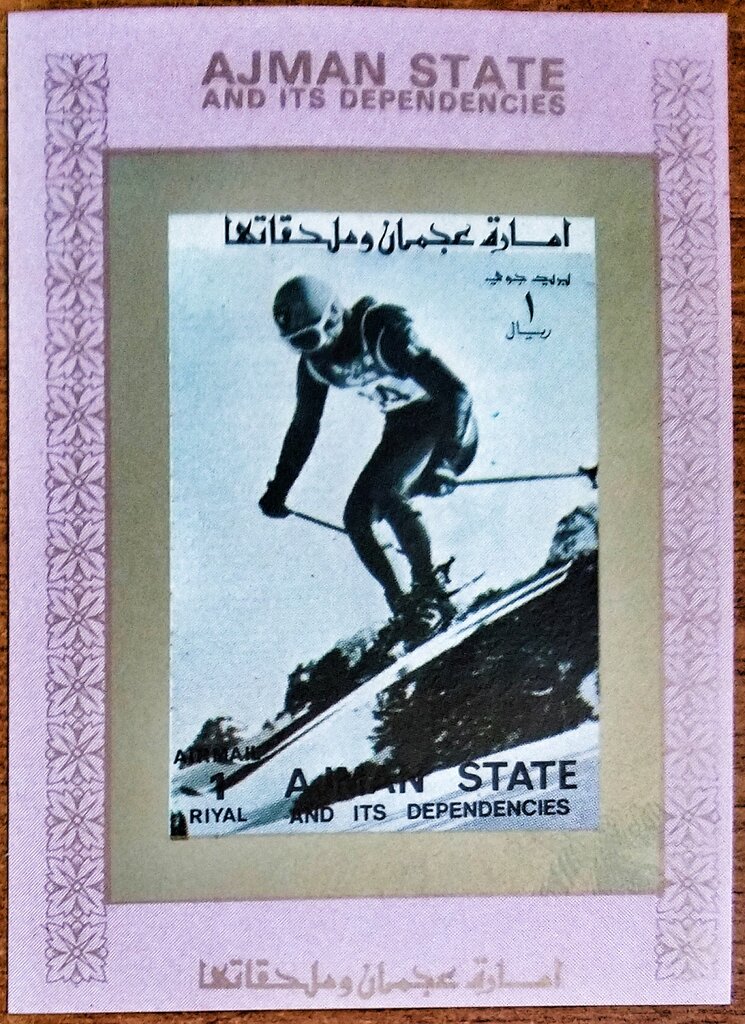 AJMAN STATE
AND ITS DEPENDENCIES
امارة عجمان وملحقاتها
بريد جوي
١
ريال
AIRMAIL
1
RIYAL
AJMAN STATE
AND ITS DEPENDENCIES
امارة عجمان وملحقاتها